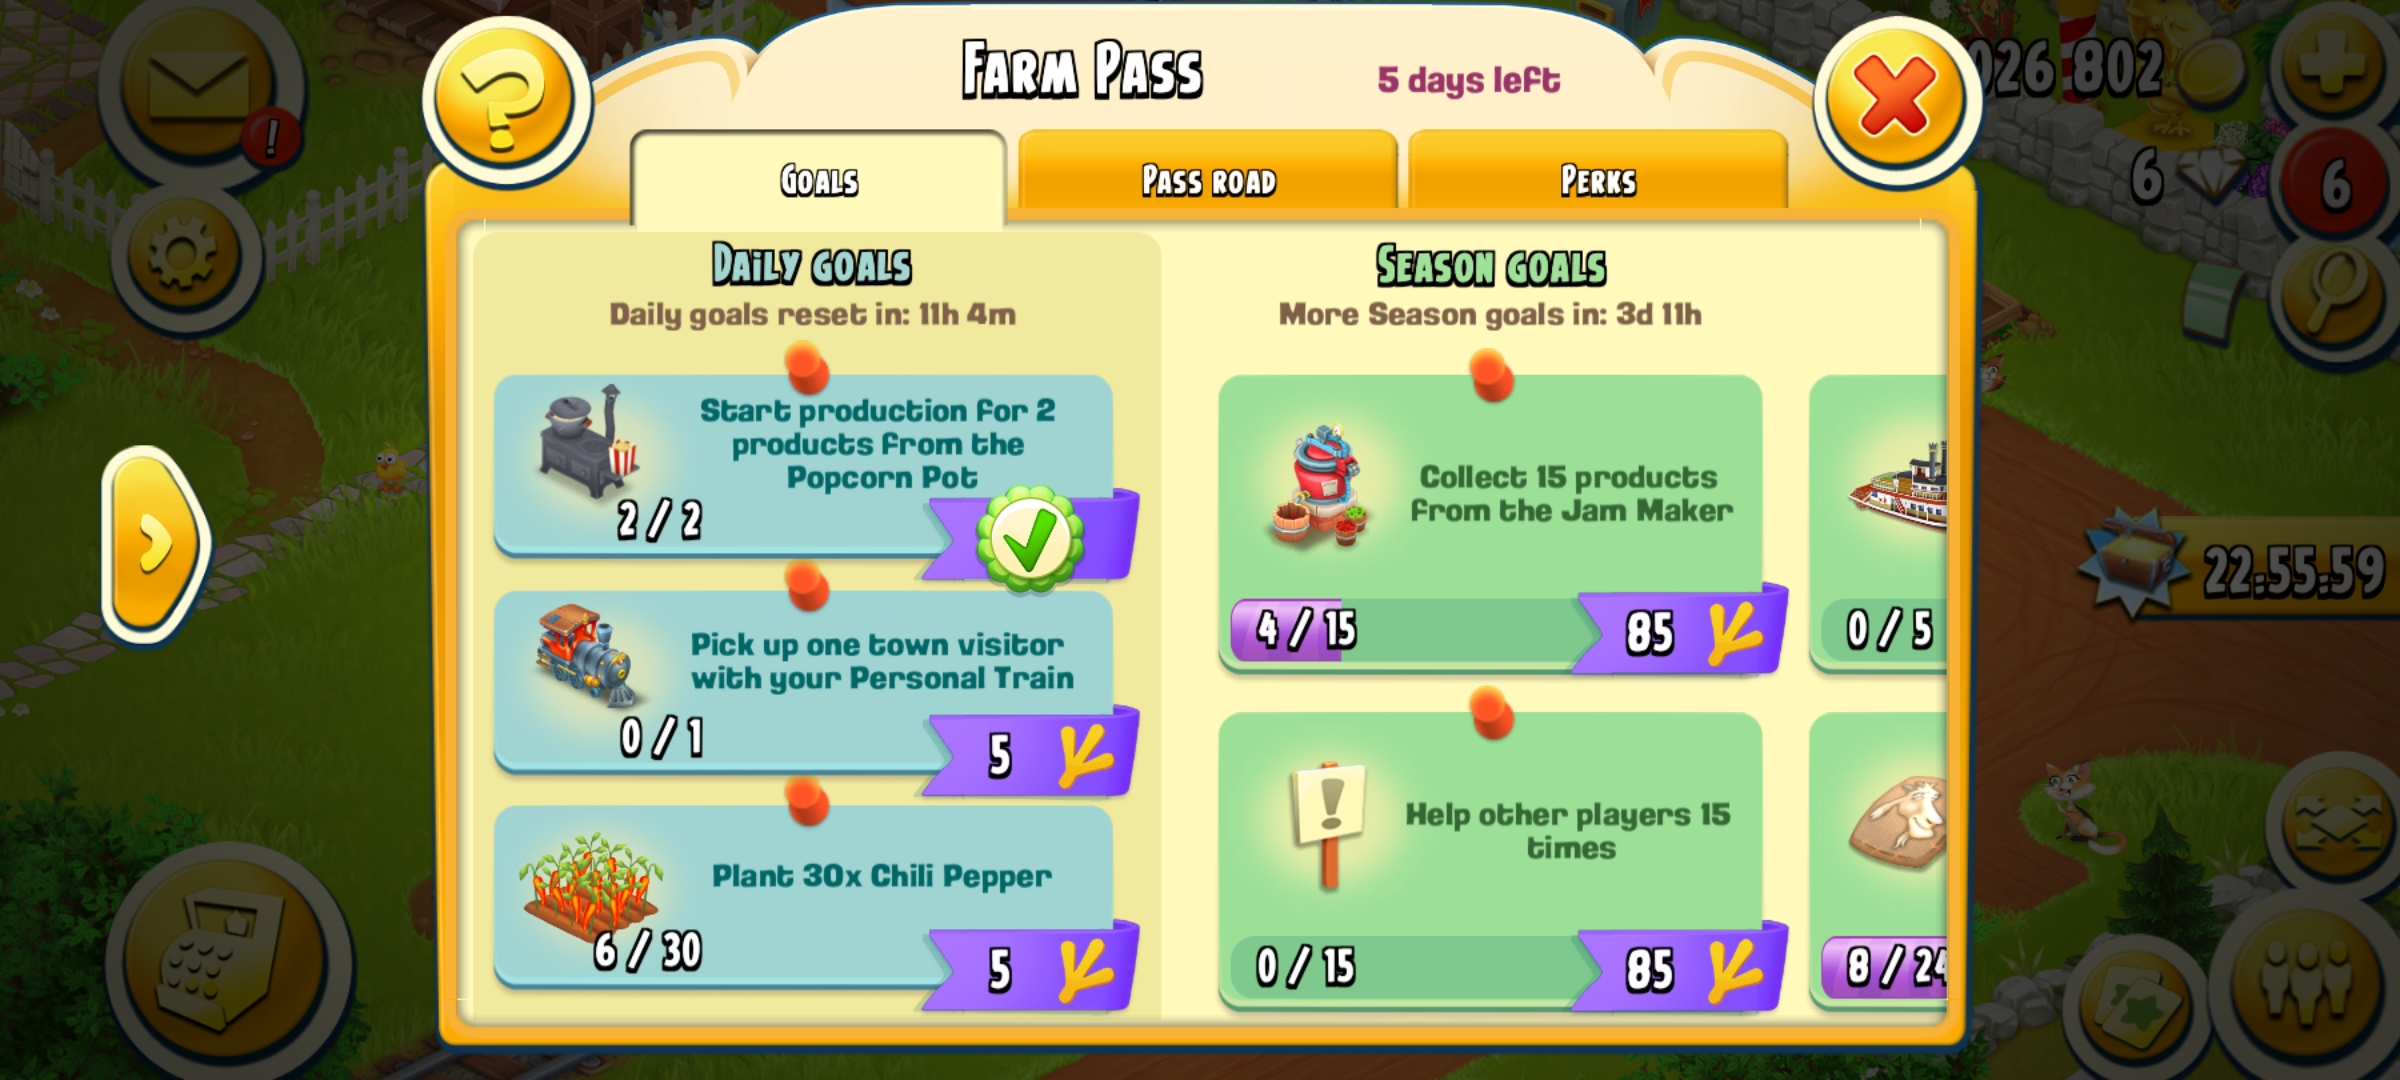 FARM PASS
5 days left
GOALS
PASS ROAD
PERKS
DAILY GOALS
Daily goals reset in: 11h 4m
Start production for 2
products from the
Popcorn Pot
2 / 2
Pick up one town visitor
with your Personal Train
0 / 1
5
Plant 30x Chili Pepper
6 / 30
5
SEASON GOALS
More Season goals in: 3d 11h
Collect 15 products
from the Jam Maker
4 / 15
85
0 / 5
Help other players 15
times
0 / 15
85
8 / 24
!
026 802
6
6
22:55:59